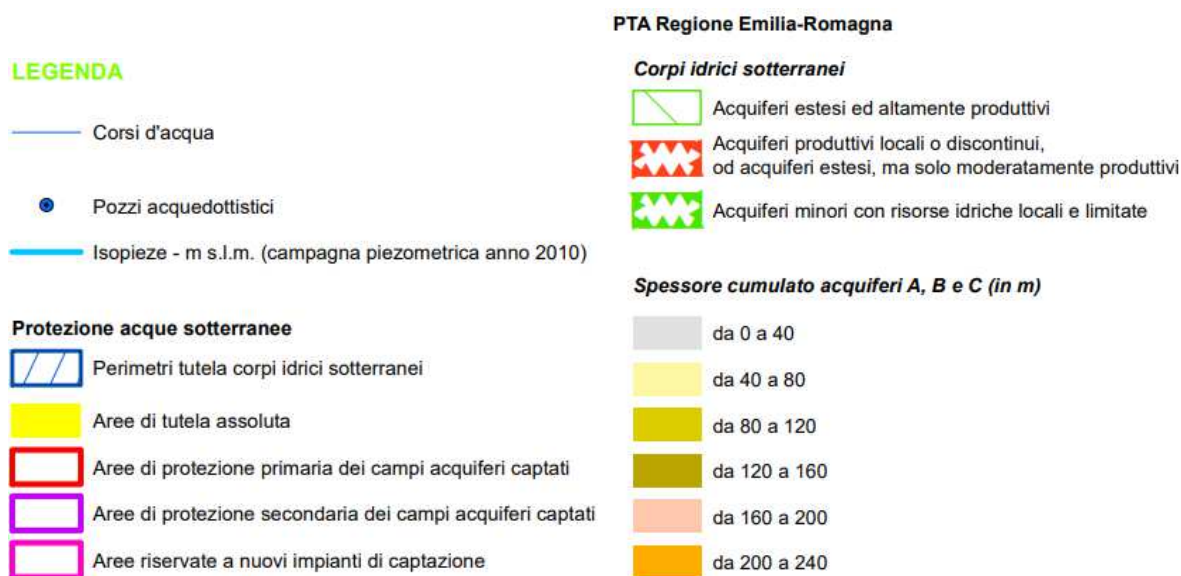 LEGENDA
Corsi d'acqua
Pozzi acquedottistici
Isopieze - m s.l.m. (campagna piezometrica anno 2010)
Protezione acque sotterranee
Perimetri tutela corpi idrici sotterranei
Aree di tutela assoluta
Aree di protezione primaria dei campi acquiferi captati
Aree di protezione secondaria dei campi acquiferi captati
Aree riservate a nuovi impianti di captazione
PTA Regione Emilia-Romagna
Corpi idrici sotterranei
Acquiferi estesi ed altamente produttivi
Acquiferi produttivi locali o discontinui,
od acquiferi estesi, ma solo moderatamente produttivi
Acquiferi minori con risorse idriche locali e limitate
Spessore cumulato acquiferi A, B e C (in m)
da 0 a 40
da 40 a 80
da 80 a 120
da 120 a 160
da 160 a 200
da 200 a 240